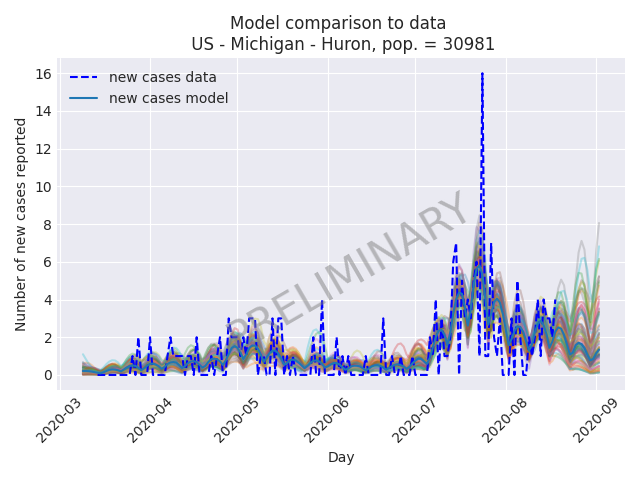 Model comparison to data
US - Michigan - Huron, pop. = 30981
new cases data
new cases model
Number of new cases reported
16
14
12
10
8
6
4
2
0
PRELIMINARY
2020-03
2020-04
2020-05
2020-06
2020-07
2020-08
2020-09
Day